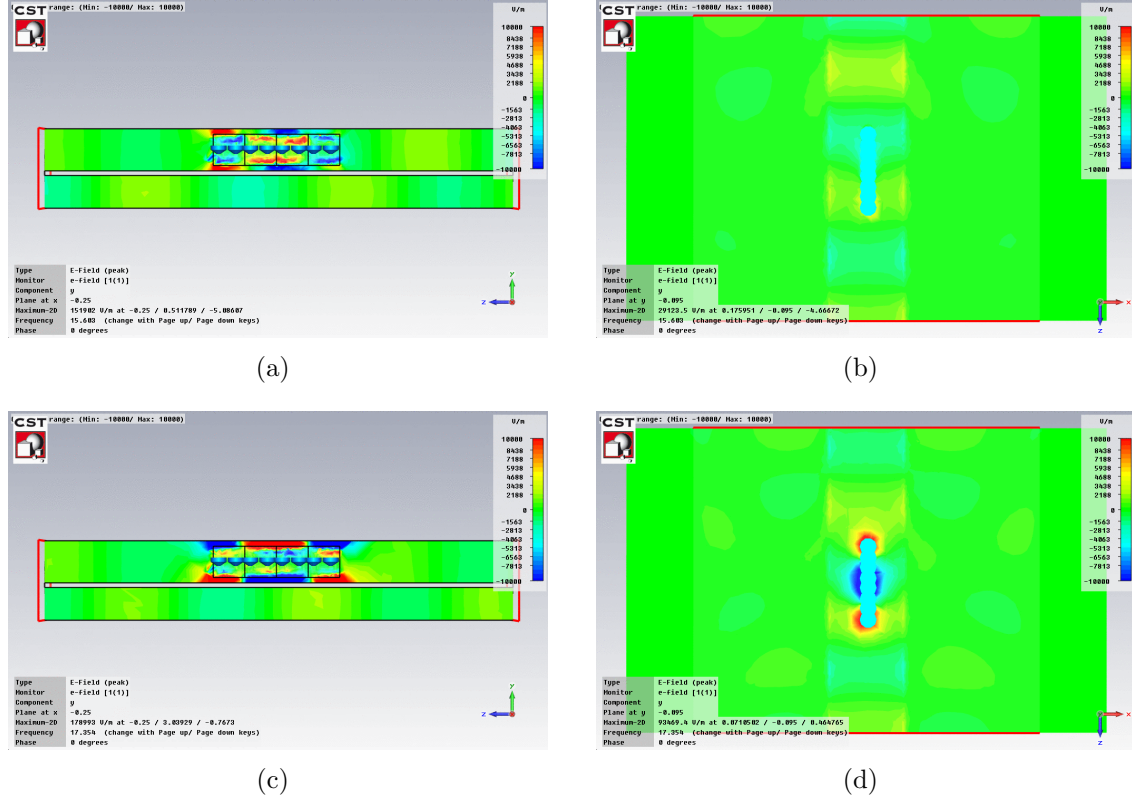 CST
range: (Min: -10000/ Max: 10000)
V/m
10000
8438
7188
5938
4688
3438
2188
0
-1563
-2813
-4063
-5313
-6563
-7813
-10000
Type E-Field (peak)
Monitor e-field [1(1)]
Component y
Plane at x -0.25
Maximum-2D 151902 V/m at -0.25 / 0.511789 / -5.08607
Frequency 15.603 (change with Page up/ Page down keys)
Phase 0 degrees
y
z
(a)
CST
range: (Min: -10000/ Max: 10000)
V/m
10000
8438
7188
5938
4688
3438
2188
0
-1563
-2813
-4063
-5313
-6563
-7813
-10000
Type E-Field (peak)
Monitor e-field [1(1)]
Component y
Plane at y -0.095
Maximum-2D 29123.5 V/m at 0.175951 / -0.095 / -4.66672
Frequency 15.603 (change with Page up/ Page down keys)
Phase 0 degrees
x
z
(b)
CST
range: (Min: -10000/ Max: 10000)
V/m
10000
8438
7188
5938
4688
3438
2188
0
-1563
-2813
-4063
-5313
-6563
-7813
-10000
Type E-Field (peak)
Monitor e-field [1(1)]
Component y
Plane at x -0.25
Maximum-2D 178993 V/m at -0.25 / 3.03929 / -0.7673
Frequency 17.354 (change with Page up/ Page down keys)
Phase 0 degrees
y
z
(c)
CST
range: (Min: -10000/ Max: 10000)
V/m
10000
8438
7188
5938
4688
3438
2188
0
-1563
-2813
-4063
-5313
-6563
-7813
-10000
Type E-Field (peak)
Monitor e-field [1(1)]
Component y
Plane at y -0.095
Maximum-2D 93469.4 V/m at 0.0710502 / -0.095 / 0.464765
Frequency 17.354 (change with Page up/ Page down keys)
Phase 0 degrees
x
z
(d)